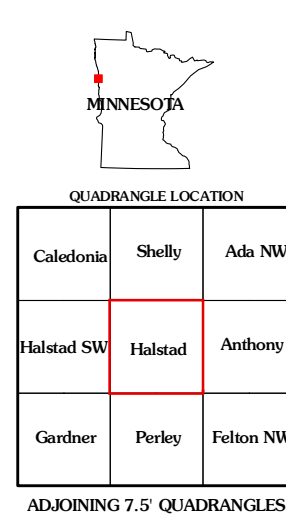 MINNESOTA
QUADRANGLE LOCATION
Caledonia Shelly Ada NW
Halstad SW Halstad Anthony
Gardner Perley Felton NW
ADJOINING 7.5' QUADRANGLES